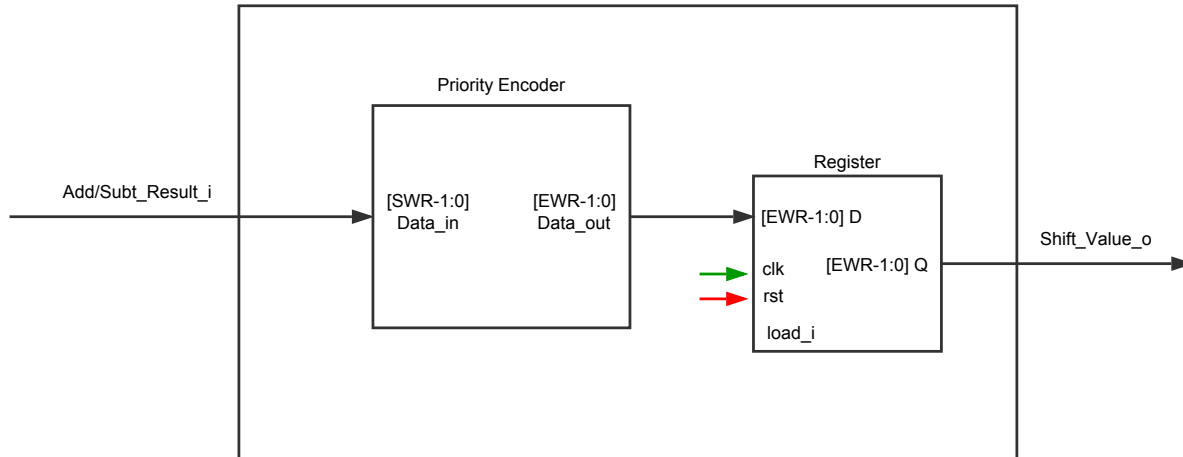 Priority Encoder
Register
Add/Subt_Result_i
[SWR-1:0]
Data_in
[EWR-1:0]
Data_out
[EWR-1:0] D
clk
rst
load_i
[EWR-1:0] Q
Shift_Value_o